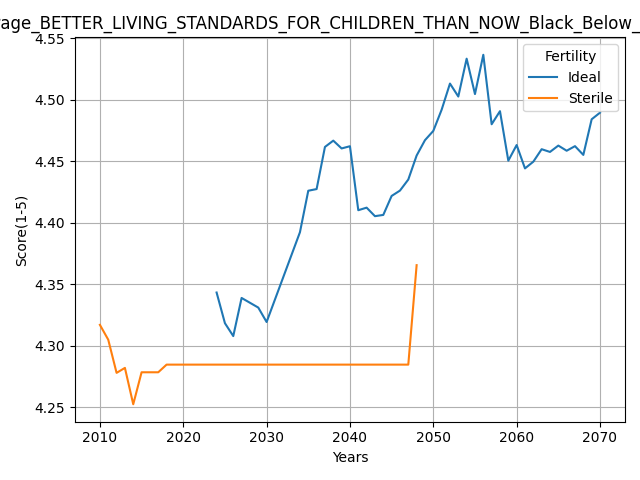 rage_BETTER_LIVING_STANDARDS_FOR_CHILDREN_THAN_NOW_Black_Below_
4.55
4.50
4.45
4.40
4.35
4.30
4.25
Score(1-5)
Fertility
Ideal
Sterile
2010 2020 2030 2040 2050 2060 2070
Years